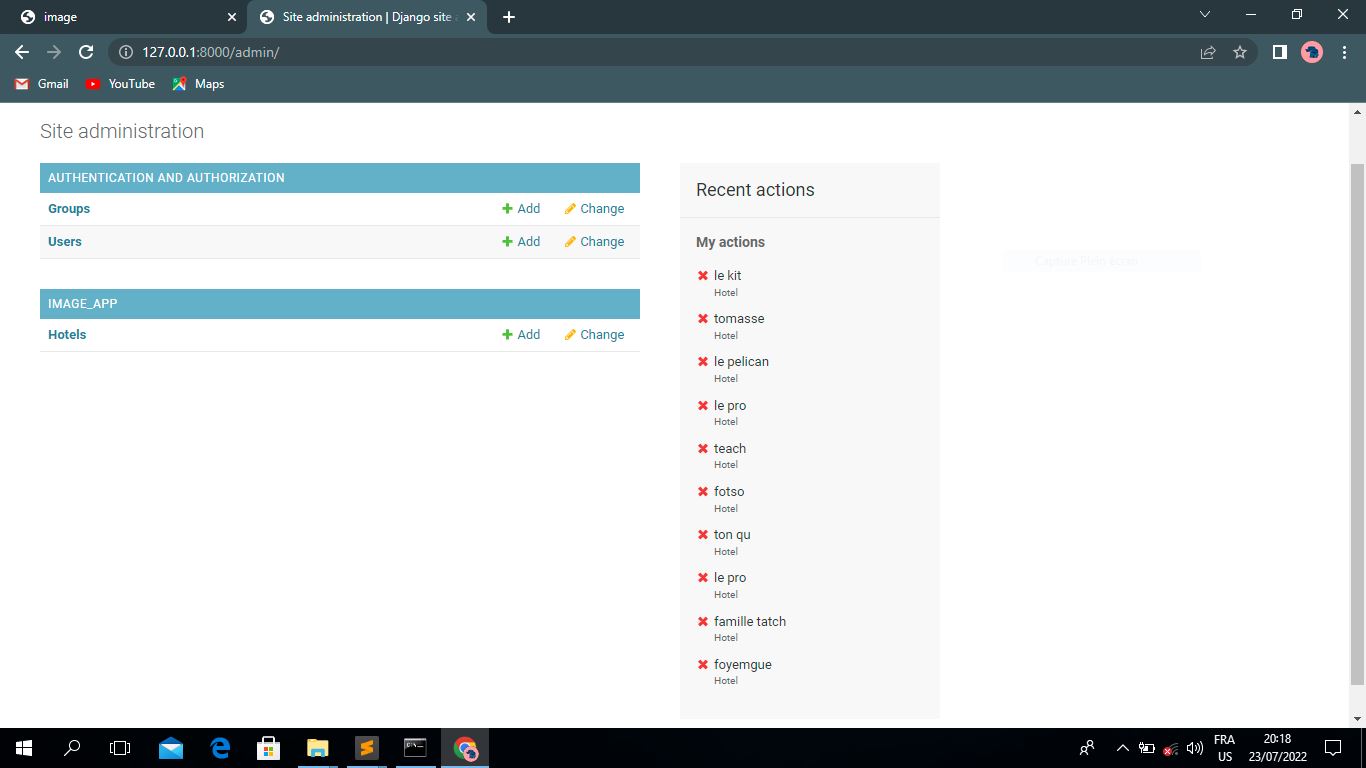 image
Site administration | Django site
127.0.0.1:8000/admin/
Gmail
YouTube
Maps
Site administration
AUTHENTICATION AND AUTHORIZATION
Groups
Add
Change
Users
Add
Change
IMAGE_APP
Hotels
Add
Change
Recent actions
My actions
le kit
Hotel
tomasse
Hotel
le pelican
Hotel
le pro
Hotel
teach
Hotel
fotso
Hotel
ton qu
Hotel
le pro
Hotel
famille tatch
Hotel
foyemgue
Hotel
Capture Plein écran
FRA
US
20:18
23/07/2022